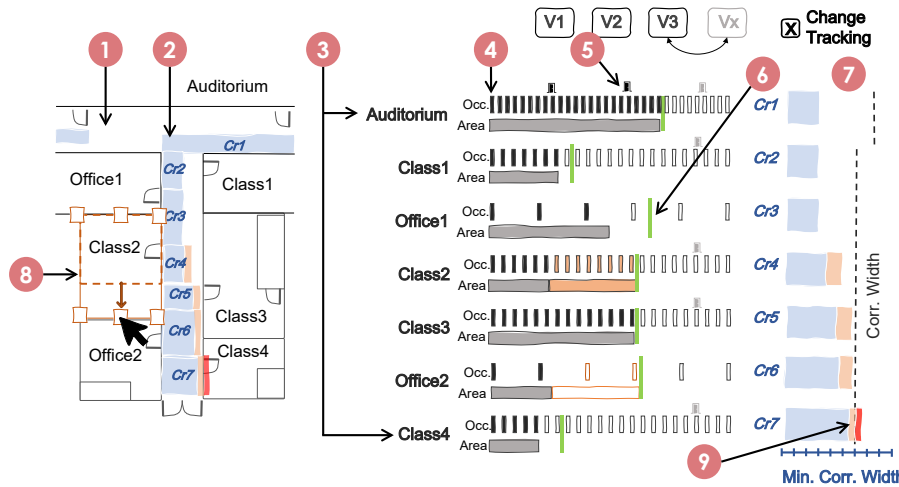 V1 V2 V3 Vx
X Change
Tracking
1 2 3 4 5 6 7
Auditorium
Cr1
Cr2
Office1
Class1
Cr3
Class2
8
Cr4
Cr5
Class3
Cr6
Office2
Class4
Cr7
Auditorium Occ. Cr1
Area
Class1 Occ. Cr2
Area
Office1 Occ. Cr3
Area
Class2 Occ. Cr4
Area
Class3 Occ. Cr5
Area
Office2 Occ. Cr6
Area
Class4 Occ. Cr7
Area
Corr. Width
9
Min. Corr. Width